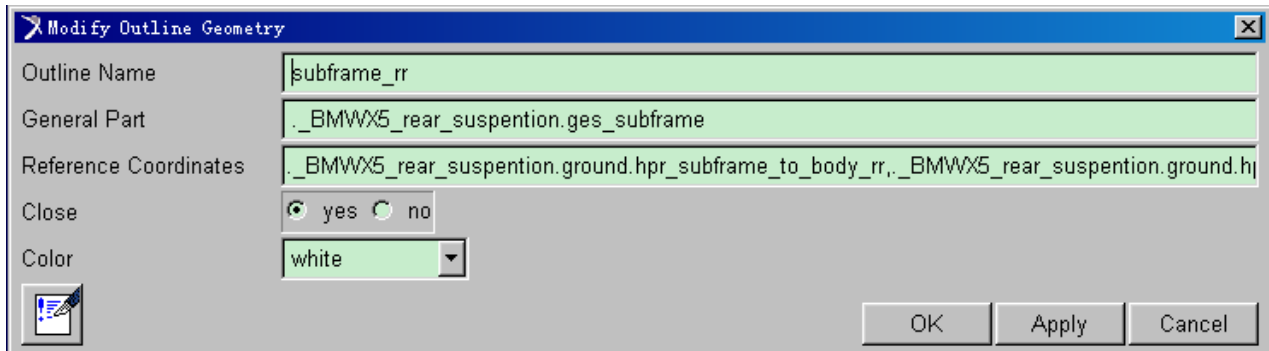 Modify Outline Geometry
Outline Name subframe_rr
General Part ._BMWX5_rear_suspention.ges_subframe
Reference Coordinates ._BMWX5_rear_suspention.ground.hpr_subframe_to_body_rr,._BMWX5_rear_suspention.ground.h
Close yes no
Color white
OK Apply Cancel